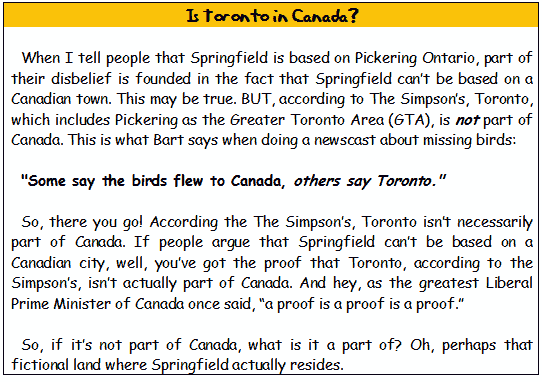 Is Toronto in Canada?
When I tell people that Springfield is based on Pickering Ontario, part of
their disbelief is founded in the fact that Springfield can't be based on a
Canadian town. This may be true. BUT, according to The Simpson's, Toronto,
which includes Pickering as the Greater Toronto Area (GTA), is not part of
Canada. This is what Bart says when doing a newscast about missing birds:
"Some say the birds flew to Canada, others say Toronto."
So, there you go! According the The Simpson's, Toronto isn't necessarily
part of Canada. If people argue that Springfield can't be based on a
Canadian city, well, you've got the proof that Toronto, according to the
Simpson's, isn't actually part of Canada. And hey, as the greatest Liberal
Prime Minister of Canada once said, "a proof is a proof is a proof."
So, if it's not part of Canada, what is it a part of? Oh, perhaps that
fictional land where Springfield actually resides.